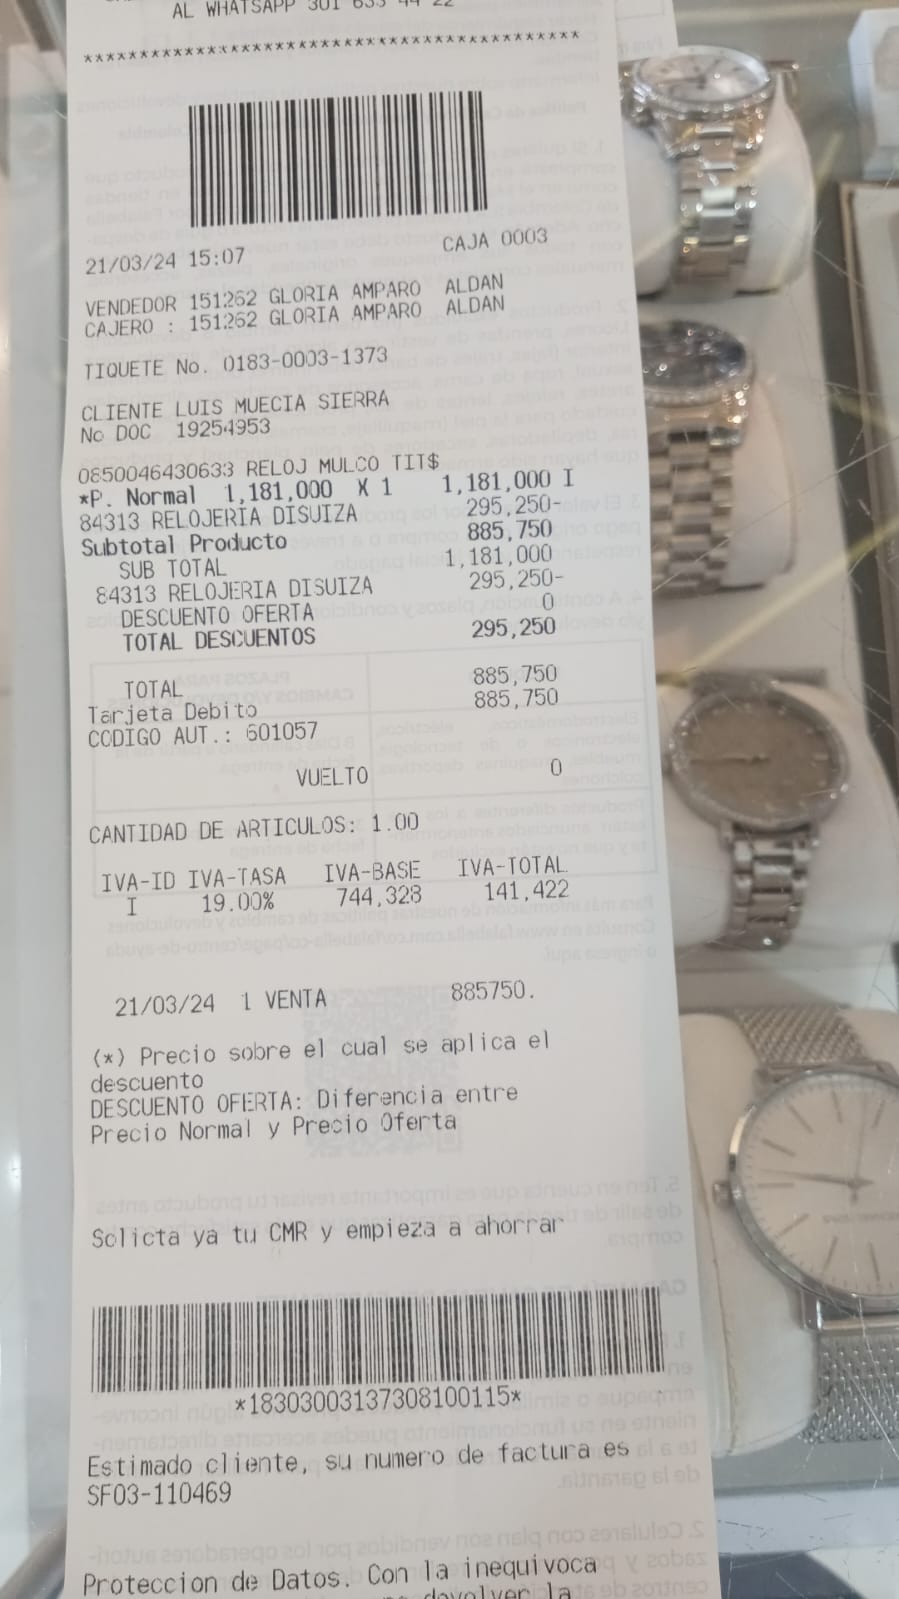 AL WHATSAPP 301 633 44 22
******************************************
21/03/24 15:07 CAJA 0003
VENDEDOR 151262 GLORIA AMPARO ALDAN
CAJERO : 151262 GLORIA AMPARO ALDAN
TIQUETE No. 0183-0003-1373
CLIENTE LUIS MUECIA SIERRA
No DOC 19254953
0850046430633 RELOJ MULCO TIT$
*P. Normal 1,181,000 X 1 1,181,000 I
84313 RELOJERIA DISUIZA 295,250-
Subtotal Producto 885,750
SUB TOTAL 1,181,000
84313 RELOJERIA DISUIZA 295,250-
DESCUENTO OFERTA 0
TOTAL DESCUENTOS 295,250
TOTAL 885,750
Tarjeta Debito 885,750
CODIGO AUT.: 601057
VUELTO 0
CANTIDAD DE ARTICULOS: 1.00
IVA-ID IVA-TASA IVA-BASE IVA-TOTAL
I 19.00% 744,328 141,422
21/03/24 1 VENTA 885750.
(*) Precio sobre el cual se aplica el
descuento
DESCUENTO OFERTA: Diferencia entre
Precio Normal y Precio Oferta
Solicta ya tu CMR y empieza a ahorrar
*18303003137308100115*
Estimado cliente, su numero de factura es
SF03-110469
Proteccion de Datos. Con la inequivoca
devolver la